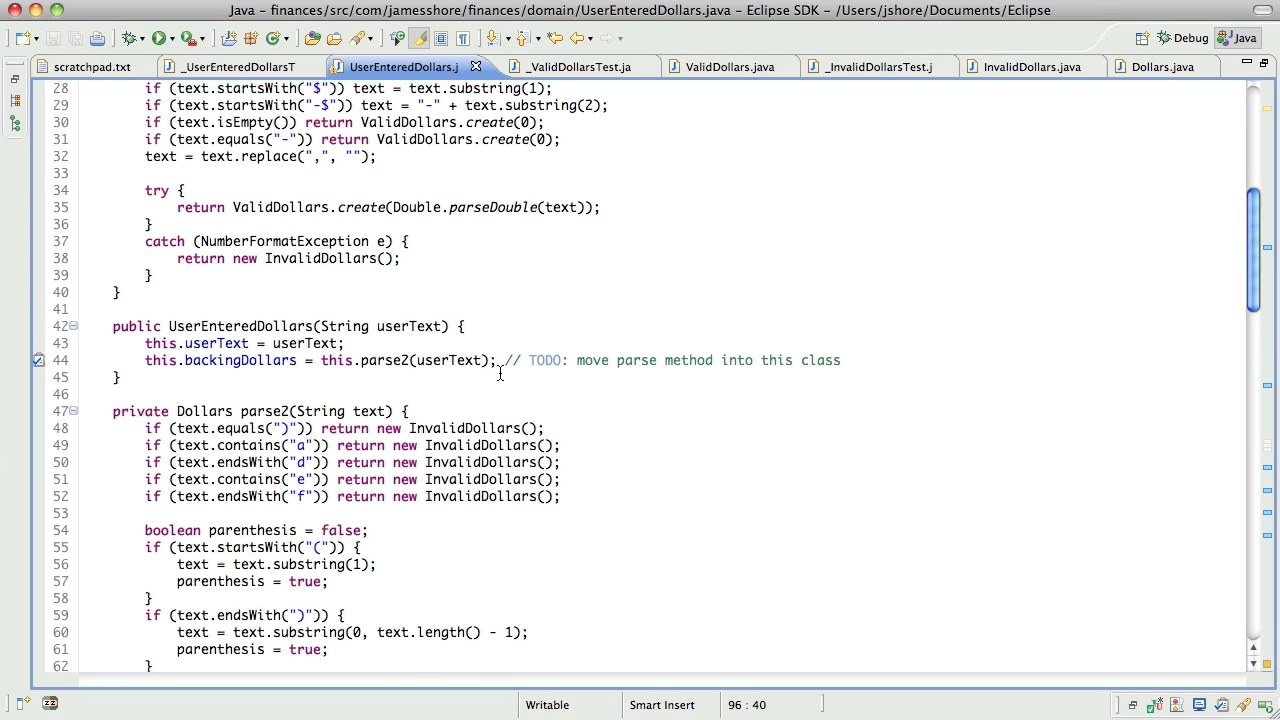 Java – finances/src/com/jamesshore/finances/domain/UserEnteredDollars.java – Eclipse SDK – /Users/jshore/Documents/Eclipse
Debug Java
scratchpad.txt _UserEnteredDollarsT UserEnteredDollars.j _ValidDollarsTest.ja ValidDollars.java _InvalidDollarsTest.j InvalidDollars.java Dollars.java
28 if (text.startsWith("$")) text = text.substring(1);
29 if (text.startsWith("-$")) text = "-" + text.substring(2);
30 if (text.isEmpty()) return ValidDollars.create(0);
31 if (text.equals("-")) return ValidDollars.create(0);
32 text = text.replace(",", "");
33
34 try {
35 return ValidDollars.create(Double.parseDouble(text));
36 }
37 catch (NumberFormatException e) {
38 return new InvalidDollars();
39 }
40 }
41
42 public UserEnteredDollars(String userText) {
43 this.userText = userText;
44 this.backingDollars = this.parse2(userText); // TODO: move parse method into this class
45 }
46
47 private Dollars parse2(String text) {
48 if (text.equals(")")) return new InvalidDollars();
49 if (text.contains("a")) return new InvalidDollars();
50 if (text.endsWith("d")) return new InvalidDollars();
51 if (text.contains("e")) return new InvalidDollars();
52 if (text.endsWith("f")) return new InvalidDollars();
53
54 boolean parenthesis = false;
55 if (text.startsWith("(")) {
56 text = text.substring(1);
57 parenthesis = true;
58 }
59 if (text.endsWith(")")) {
60 text = text.substring(0, text.length() - 1);
61 parenthesis = true;
62 }
Writable Smart Insert 96 : 40